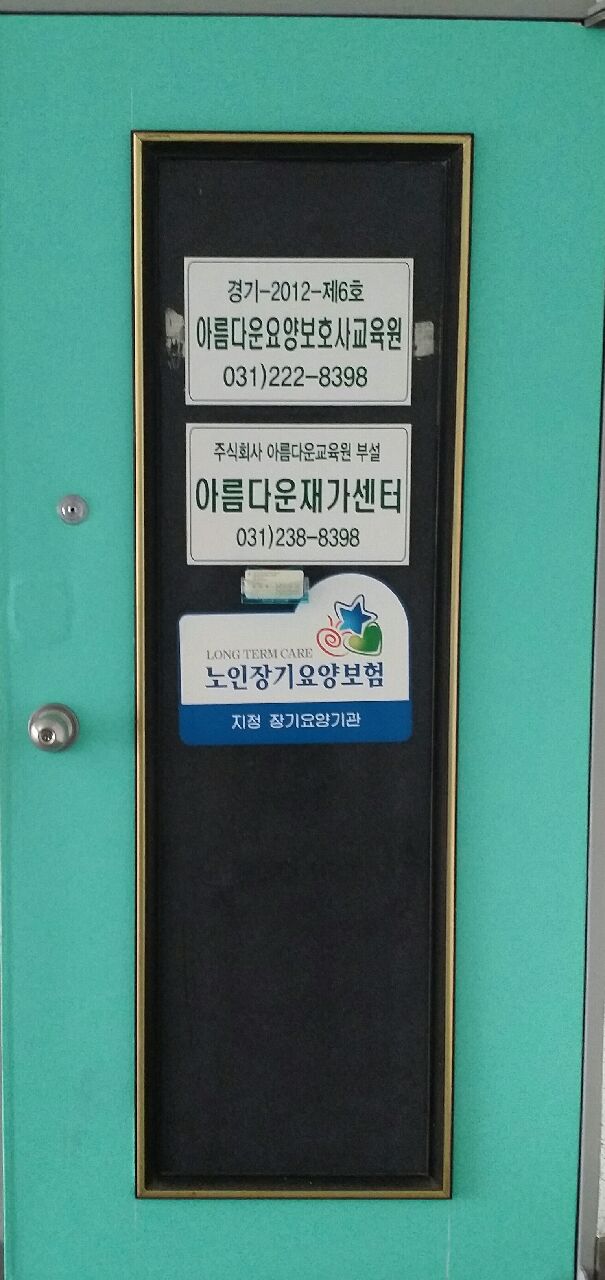 경기-2012-제6호
아름다운요양보호사교육원
031)222-8398
주식회사 아름다운교육원 부설
아름다운재가센터
031)238-8398
LONG TERM CARE
노인장기요양보험
지정 장기요양기관